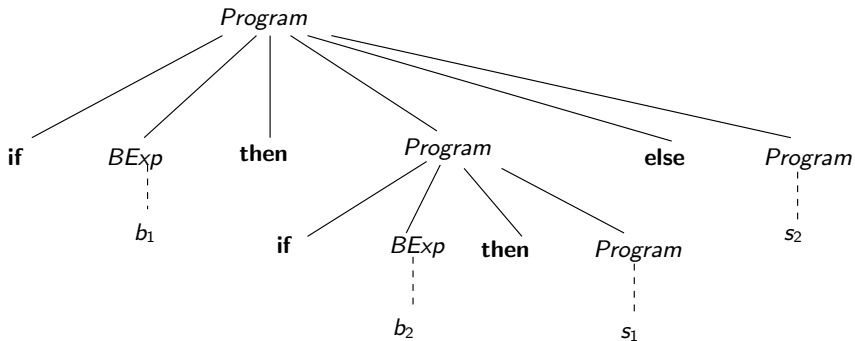 Program
if BExp then Program else Program
b₁ if BExp then Program s₂
b₂ s₁